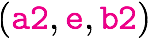 (a2, e, b2)